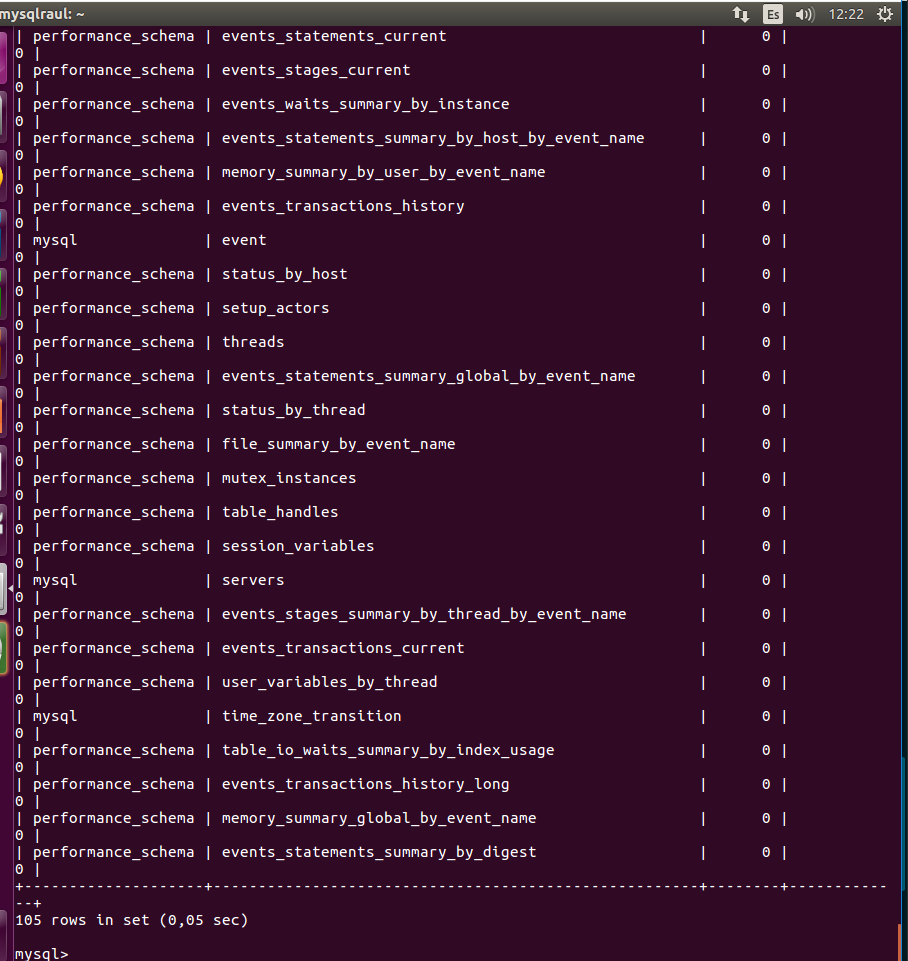 mysqlraul: ~ Es 12:22
| performance_schema | events_statements_current | 0 |
0 |
| performance_schema | events_stages_current | 0 |
0 |
| performance_schema | events_waits_summary_by_instance | 0 |
0 |
| performance_schema | events_statements_summary_by_host_by_event_name | 0 |
0 |
| performance_schema | memory_summary_by_user_by_event_name | 0 |
0 |
| performance_schema | events_transactions_history | 0 |
0 |
| mysql | event | 0 |
0 |
| performance_schema | status_by_host | 0 |
0 |
| performance_schema | setup_actors | 0 |
0 |
| performance_schema | threads | 0 |
0 |
| performance_schema | events_statements_summary_global_by_event_name | 0 |
0 |
| performance_schema | status_by_thread | 0 |
0 |
| performance_schema | file_summary_by_event_name | 0 |
0 |
| performance_schema | mutex_instances | 0 |
0 |
| performance_schema | table_handles | 0 |
0 |
| performance_schema | session_variables | 0 |
0 |
| mysql | servers | 0 |
0 |
| performance_schema | events_stages_summary_by_thread_by_event_name | 0 |
0 |
| performance_schema | events_transactions_current | 0 |
0 |
| performance_schema | user_variables_by_thread | 0 |
0 |
| mysql | time_zone_transition | 0 |
0 |
| performance_schema | table_io_waits_summary_by_index_usage | 0 |
0 |
| performance_schema | events_transactions_history_long | 0 |
0 |
| performance_schema | memory_summary_global_by_event_name | 0 |
0 |
| performance_schema | events_statements_summary_by_digest | 0 |
0 |
+--------------------+------------------------------------------------------+--------+-----------
--+
105 rows in set (0,05 sec)
mysql>